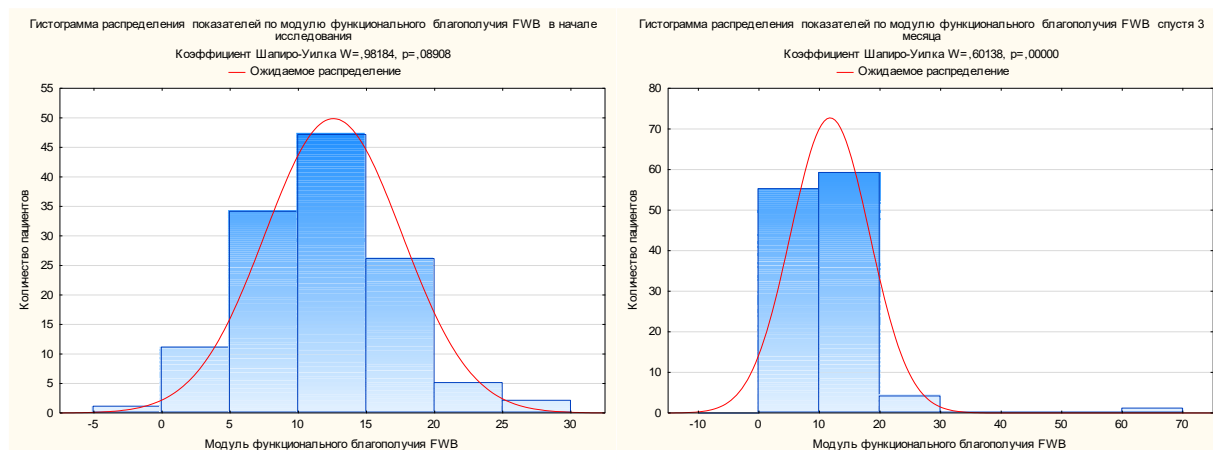 Гистограмма распределения показателей по модулю функционального благополучия FWB в начале
исследования
Коэффициент Шапиро-Уилка W=,98184, p=,08908
Ожидаемое распределение
55
50
45
40
35
30
25
20
15
10
5
0
Количество пациентов
-5 0 5 10 15 20 25 30
Модуль функционального благополучия FWB
Гистограмма распределения показателей по модулю функционального благополучия FWB спустя 3
месяца
Коэффициент Шапиро-Уилка W=,60138, p=,00000
Ожидаемое распределение
80
70
60
50
40
30
20
10
0
Количество пациентов
-10 0 10 20 30 40 50 60 70
Модуль функционального благополучия FWB